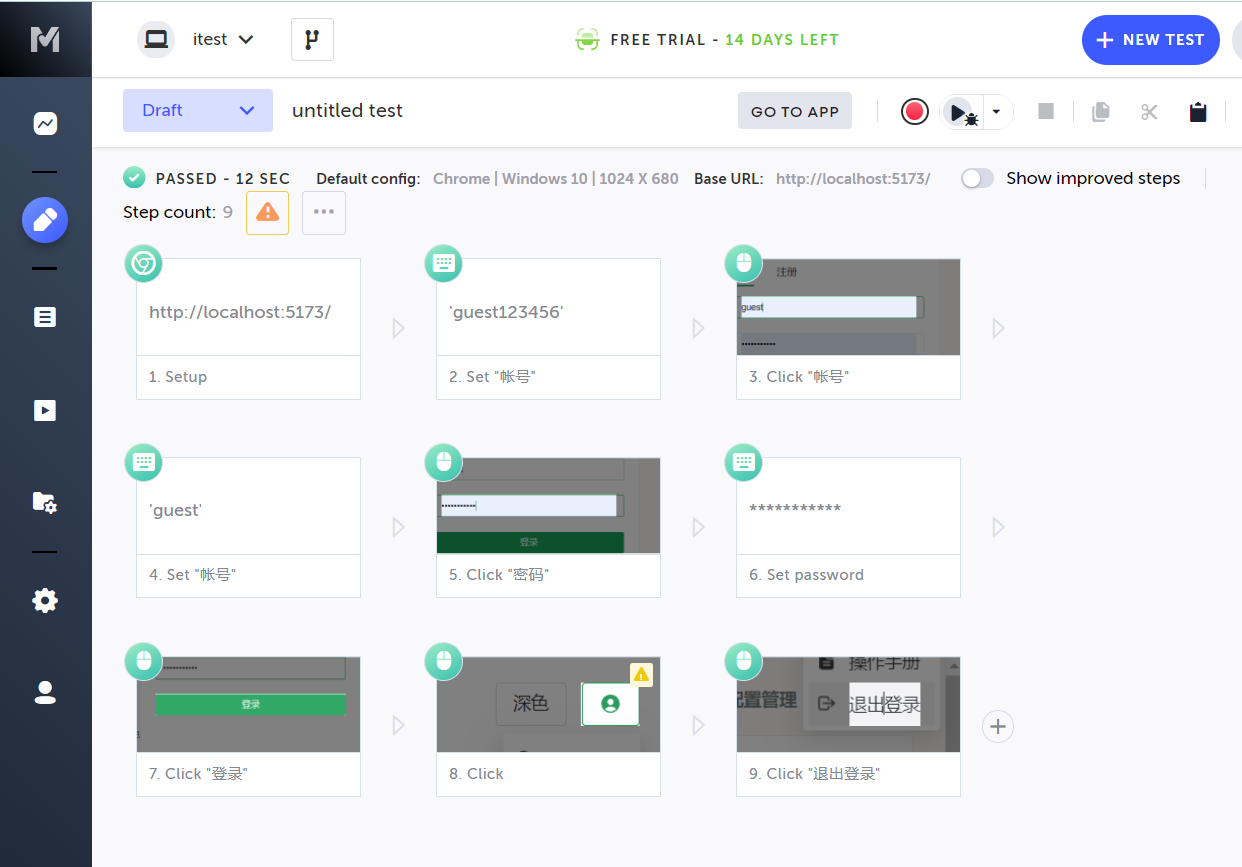 itest
FREE TRIAL - 14 DAYS LEFT
NEW TEST
Draft
untitled test
GO TO APP
PASSED - 12 SEC
Default config: Chrome | Windows 10 | 1024 X 680
Base URL: http://localhost:5173/
Show improved steps
Step count: 9
http://localhost:5173/
1. Setup
'guest123456'
2. Set "帐号"
注册
guest
•••••••••••
3. Click "帐号"
'guest'
4. Set "帐号"
•••••••••••
登录
5. Click "密码"
***********
6. Set password
•••••••••••
登录
7. Click "登录"
深色
8. Click
操作手册
配置管理
退出登录
9. Click "退出登录"